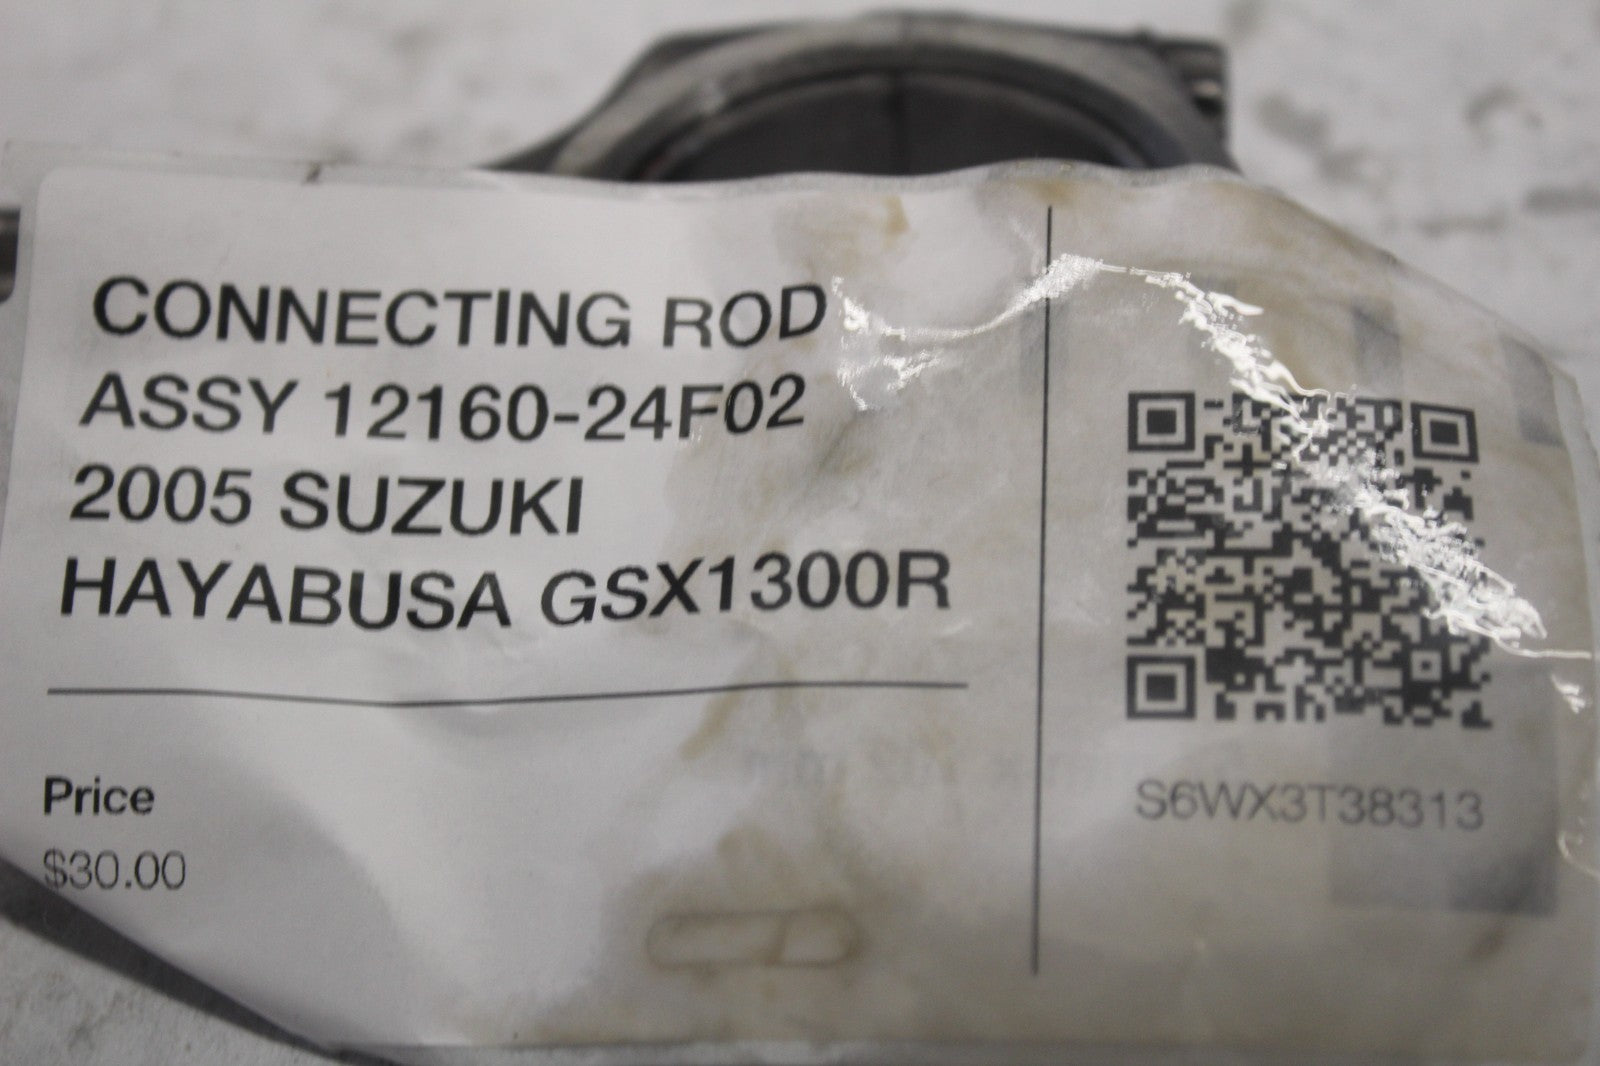 CONNECTING ROD
ASSY 12160-24F02
2005 SUZUKI
HAYABUSA GSX1300R
Price
$30.00
S6WX3T38313